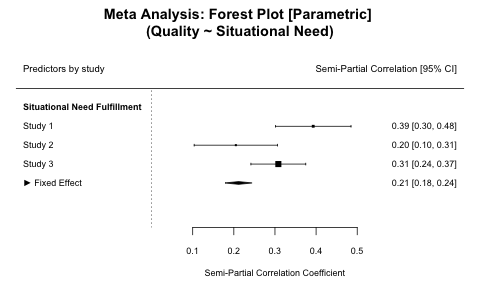 Meta Analysis: Forest Plot [Parametric]
(Quality ~ Situational Need)
Predictors by study Semi-Partial Correlation [95% CI]
Situational Need Fulfillment
Study 1 0.39 [0.30, 0.48]
Study 2 0.20 [0.10, 0.31]
Study 3 0.31 [0.24, 0.37]
► Fixed Effect 0.21 [0.18, 0.24]
0.1 0.2 0.3 0.4 0.5
Semi-Partial Correlation Coefficient